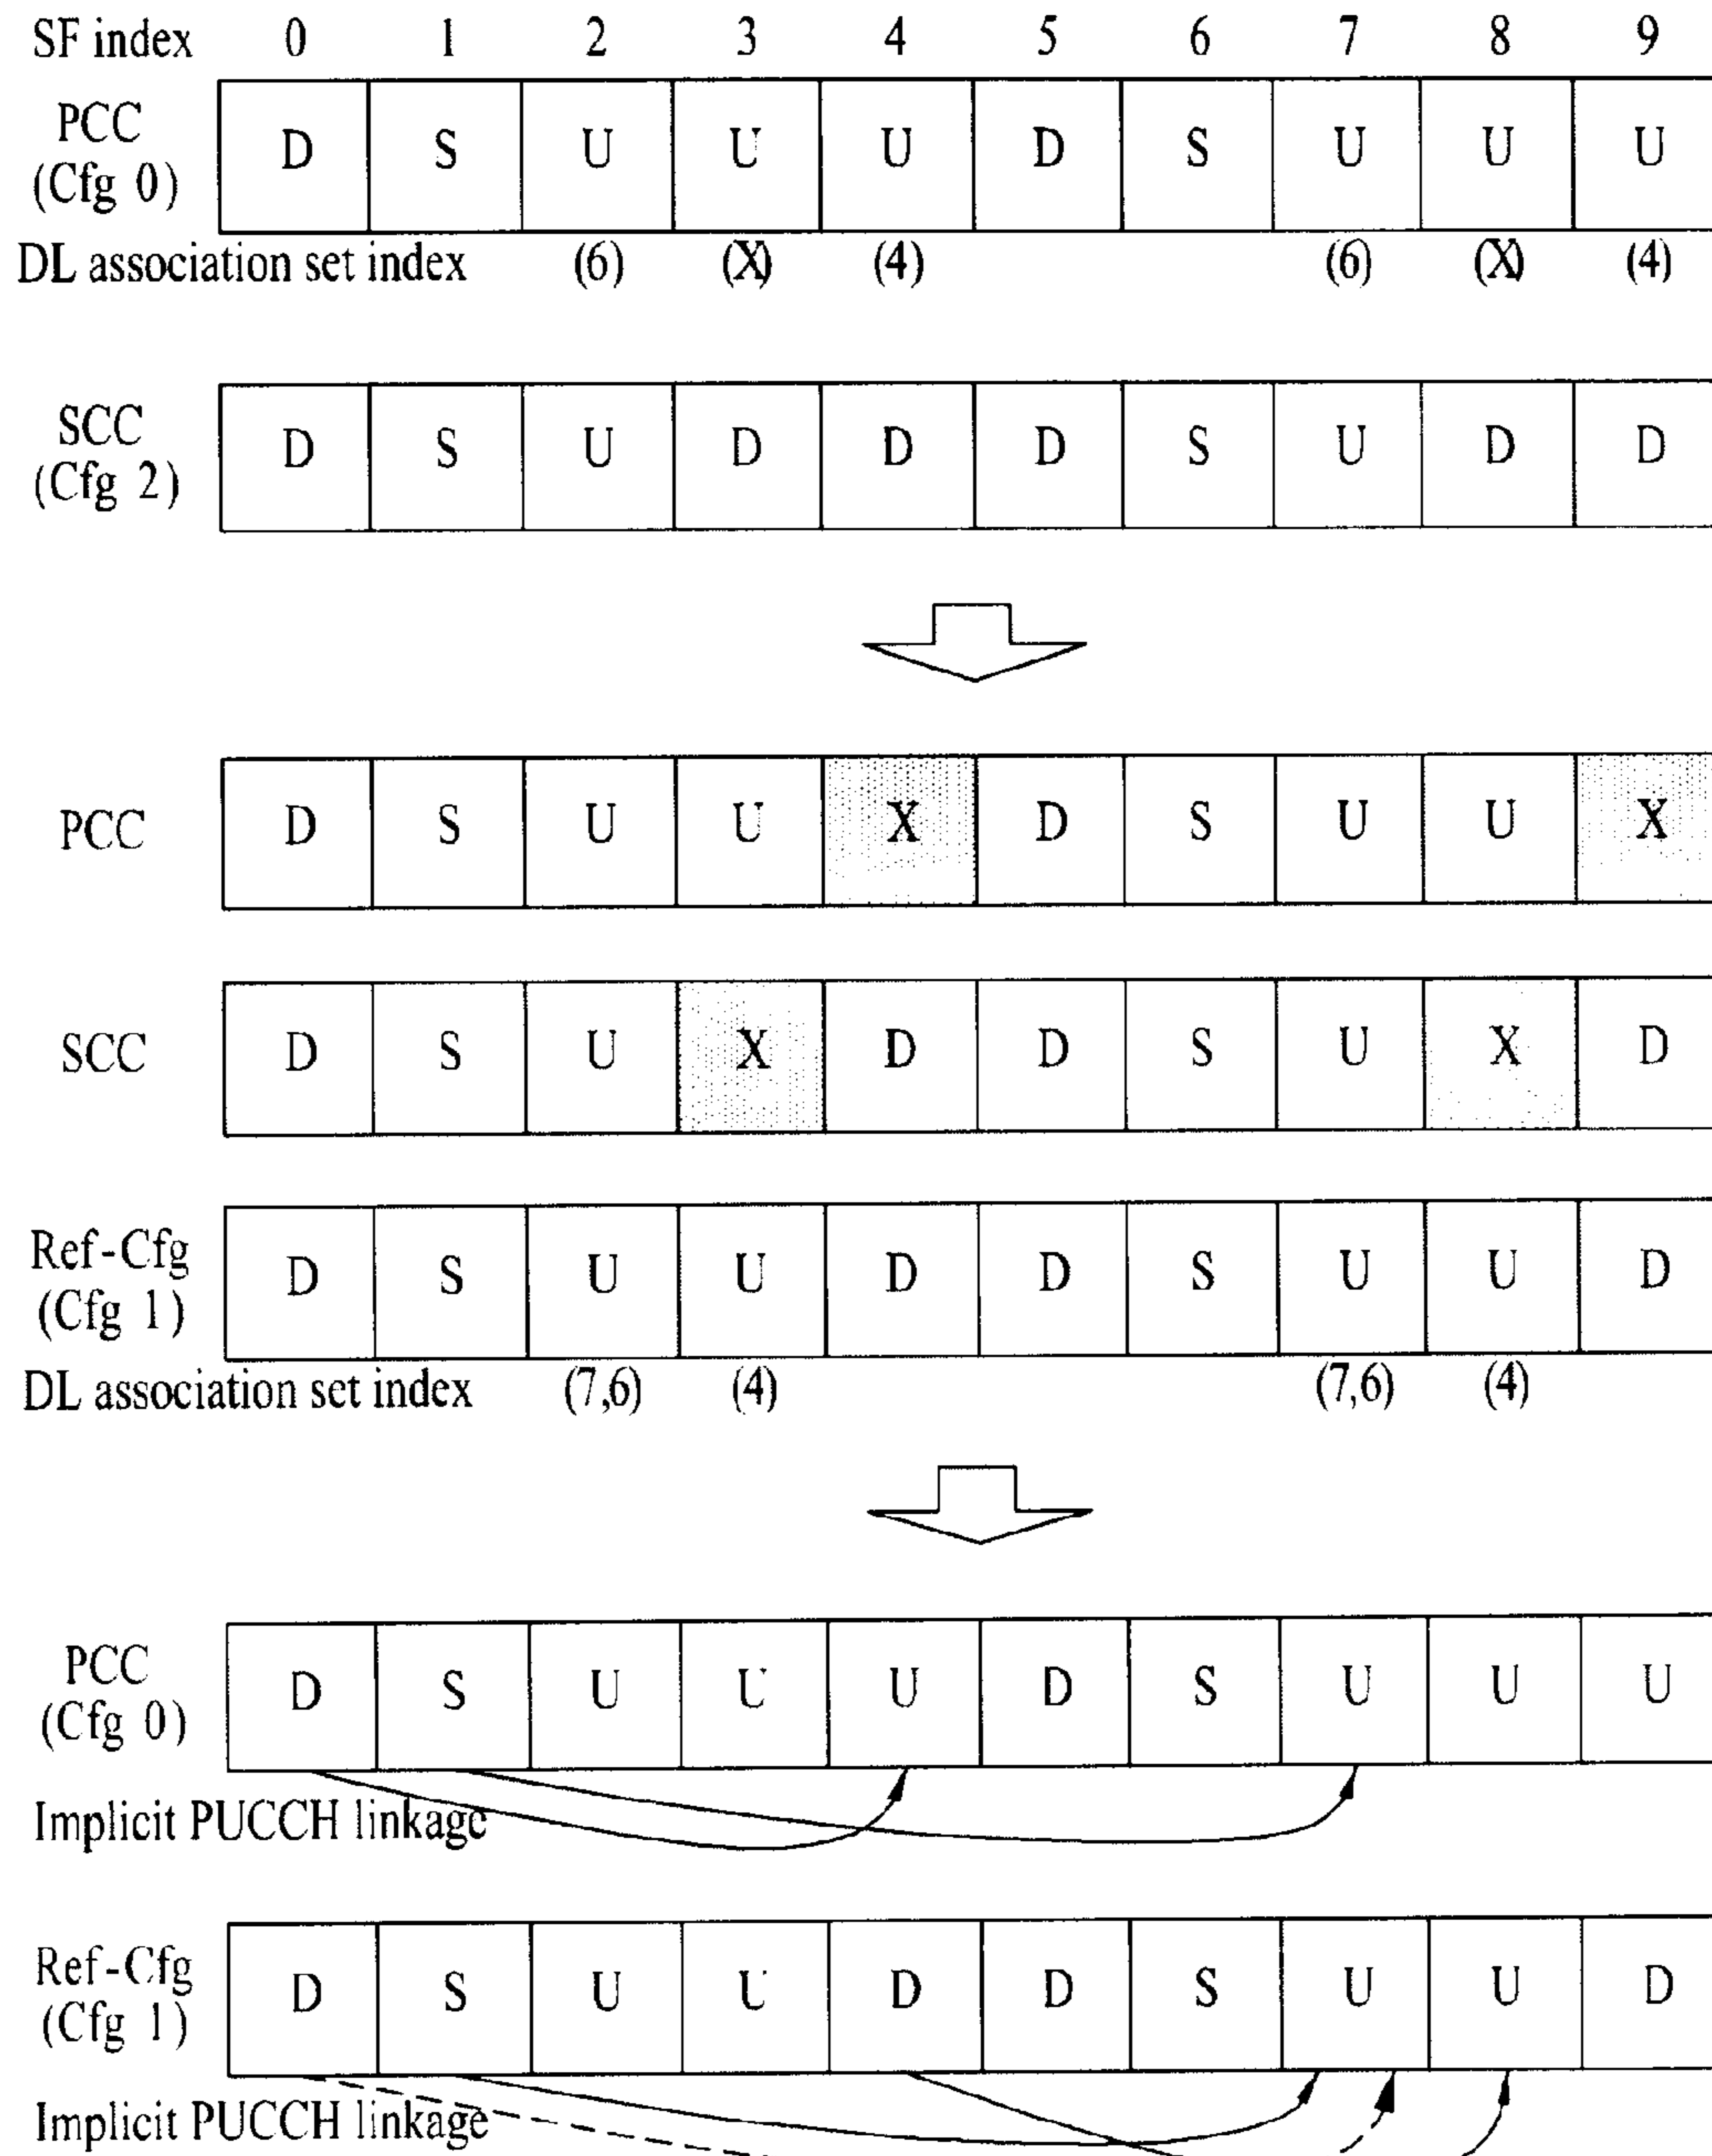 SF index 0 1 2 3 4 5 6 7 8 9
PCC
(Cfg 0)
D S U U U D S U U U
DL association set index (6) (X) (4) (6) (X) (4)
SCC
(Cfg 2)
D S U D D D S U D D
PCC D S U U X D S U U X
SCC D S U X D D S U X D
Ref-Cfg
(Cfg 1)
D S U U D D S U U D
DL association set index (7,6) (4) (7,6) (4)
PCC
(Cfg 0)
D S U U U D S U U U
Implicit PUCCH linkage
Ref-Cfg
(Cfg 1)
D S U U D D S U U D
Implicit PUCCH linkage